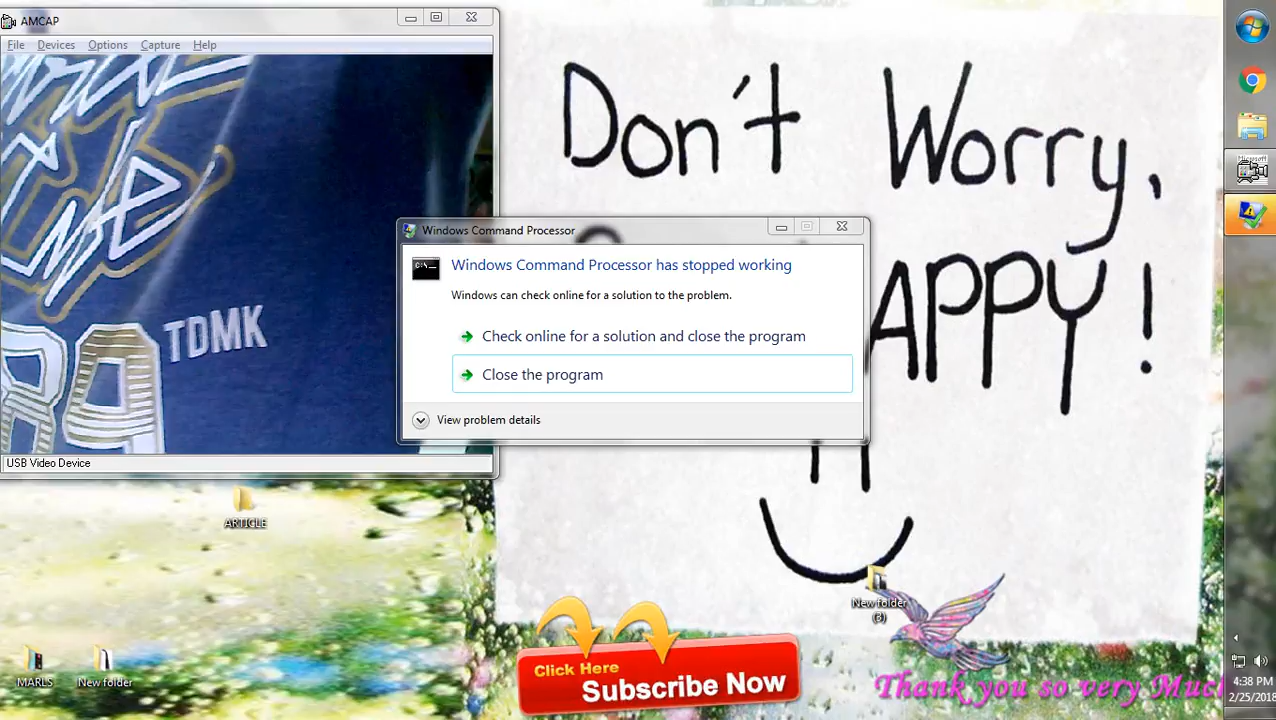 AMCAP
File Devices Options Capture Help
TDMK
USB Video Device
Don't Worry,
APPY!
Windows Command Processor
C:\_
Windows Command Processor has stopped working
Windows can check online for a solution to the problem.
Check online for a solution and close the program
Close the program
View problem details
ARTICLE
MARLS
New folder
New folder
(3)
Click Here
Subscribe Now
Thank you so very Much
Microsoft
4:38 PM
2/25/2018